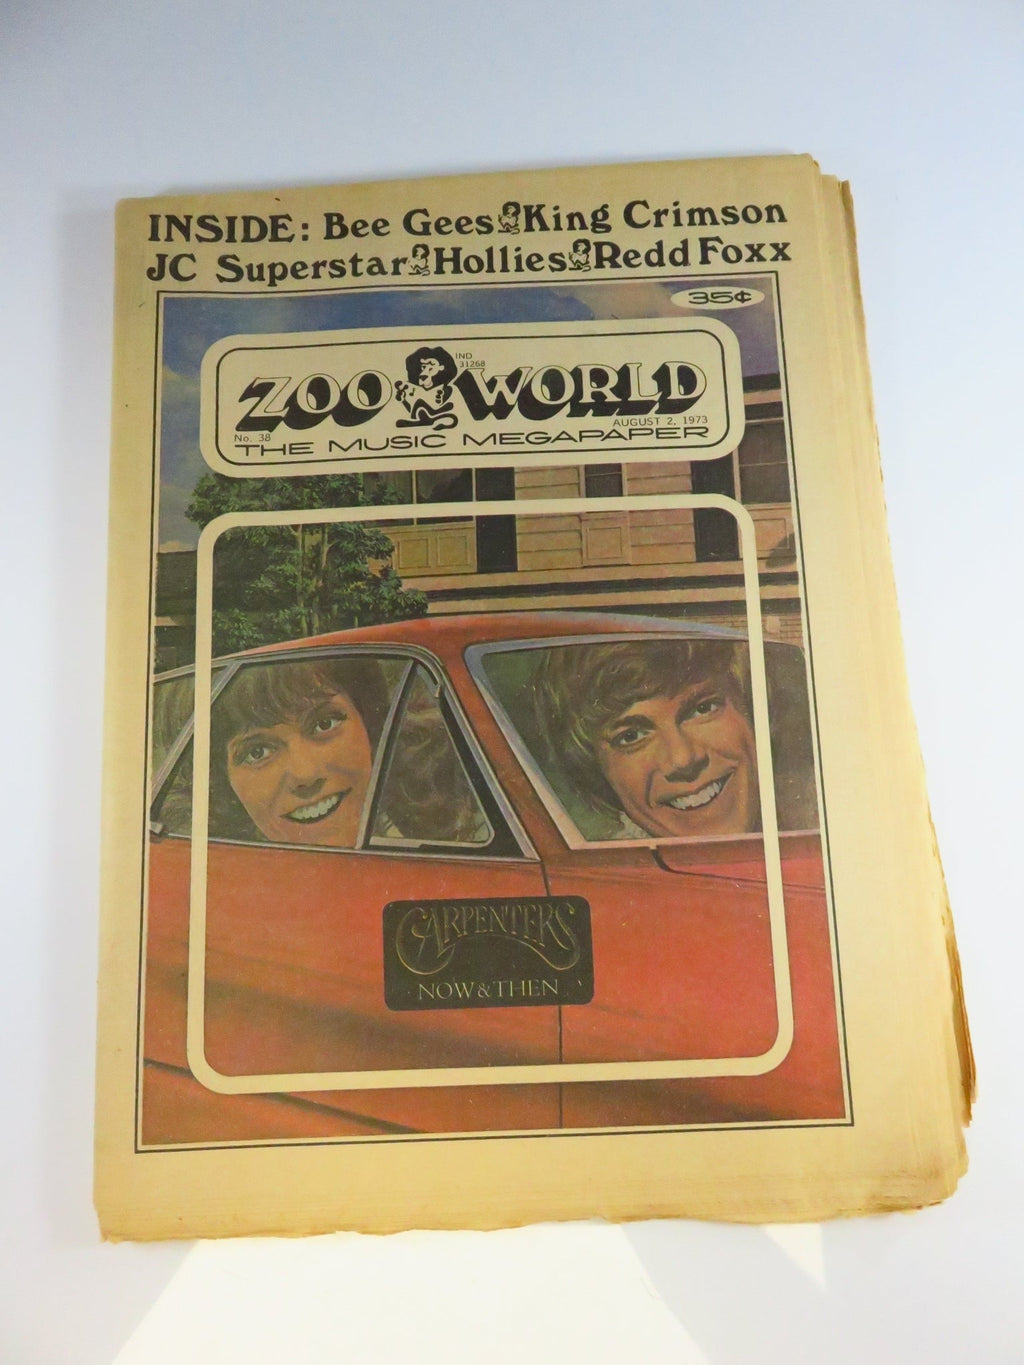 INSIDE: Bee Gees King Crimson
JC Superstar Hollies Redd Foxx
35¢
IND
31268
ZOO WORLD
No. 38
AUGUST 2, 1973
THE MUSIC MEGAPAPER
CARPENTERS
NOW & THEN